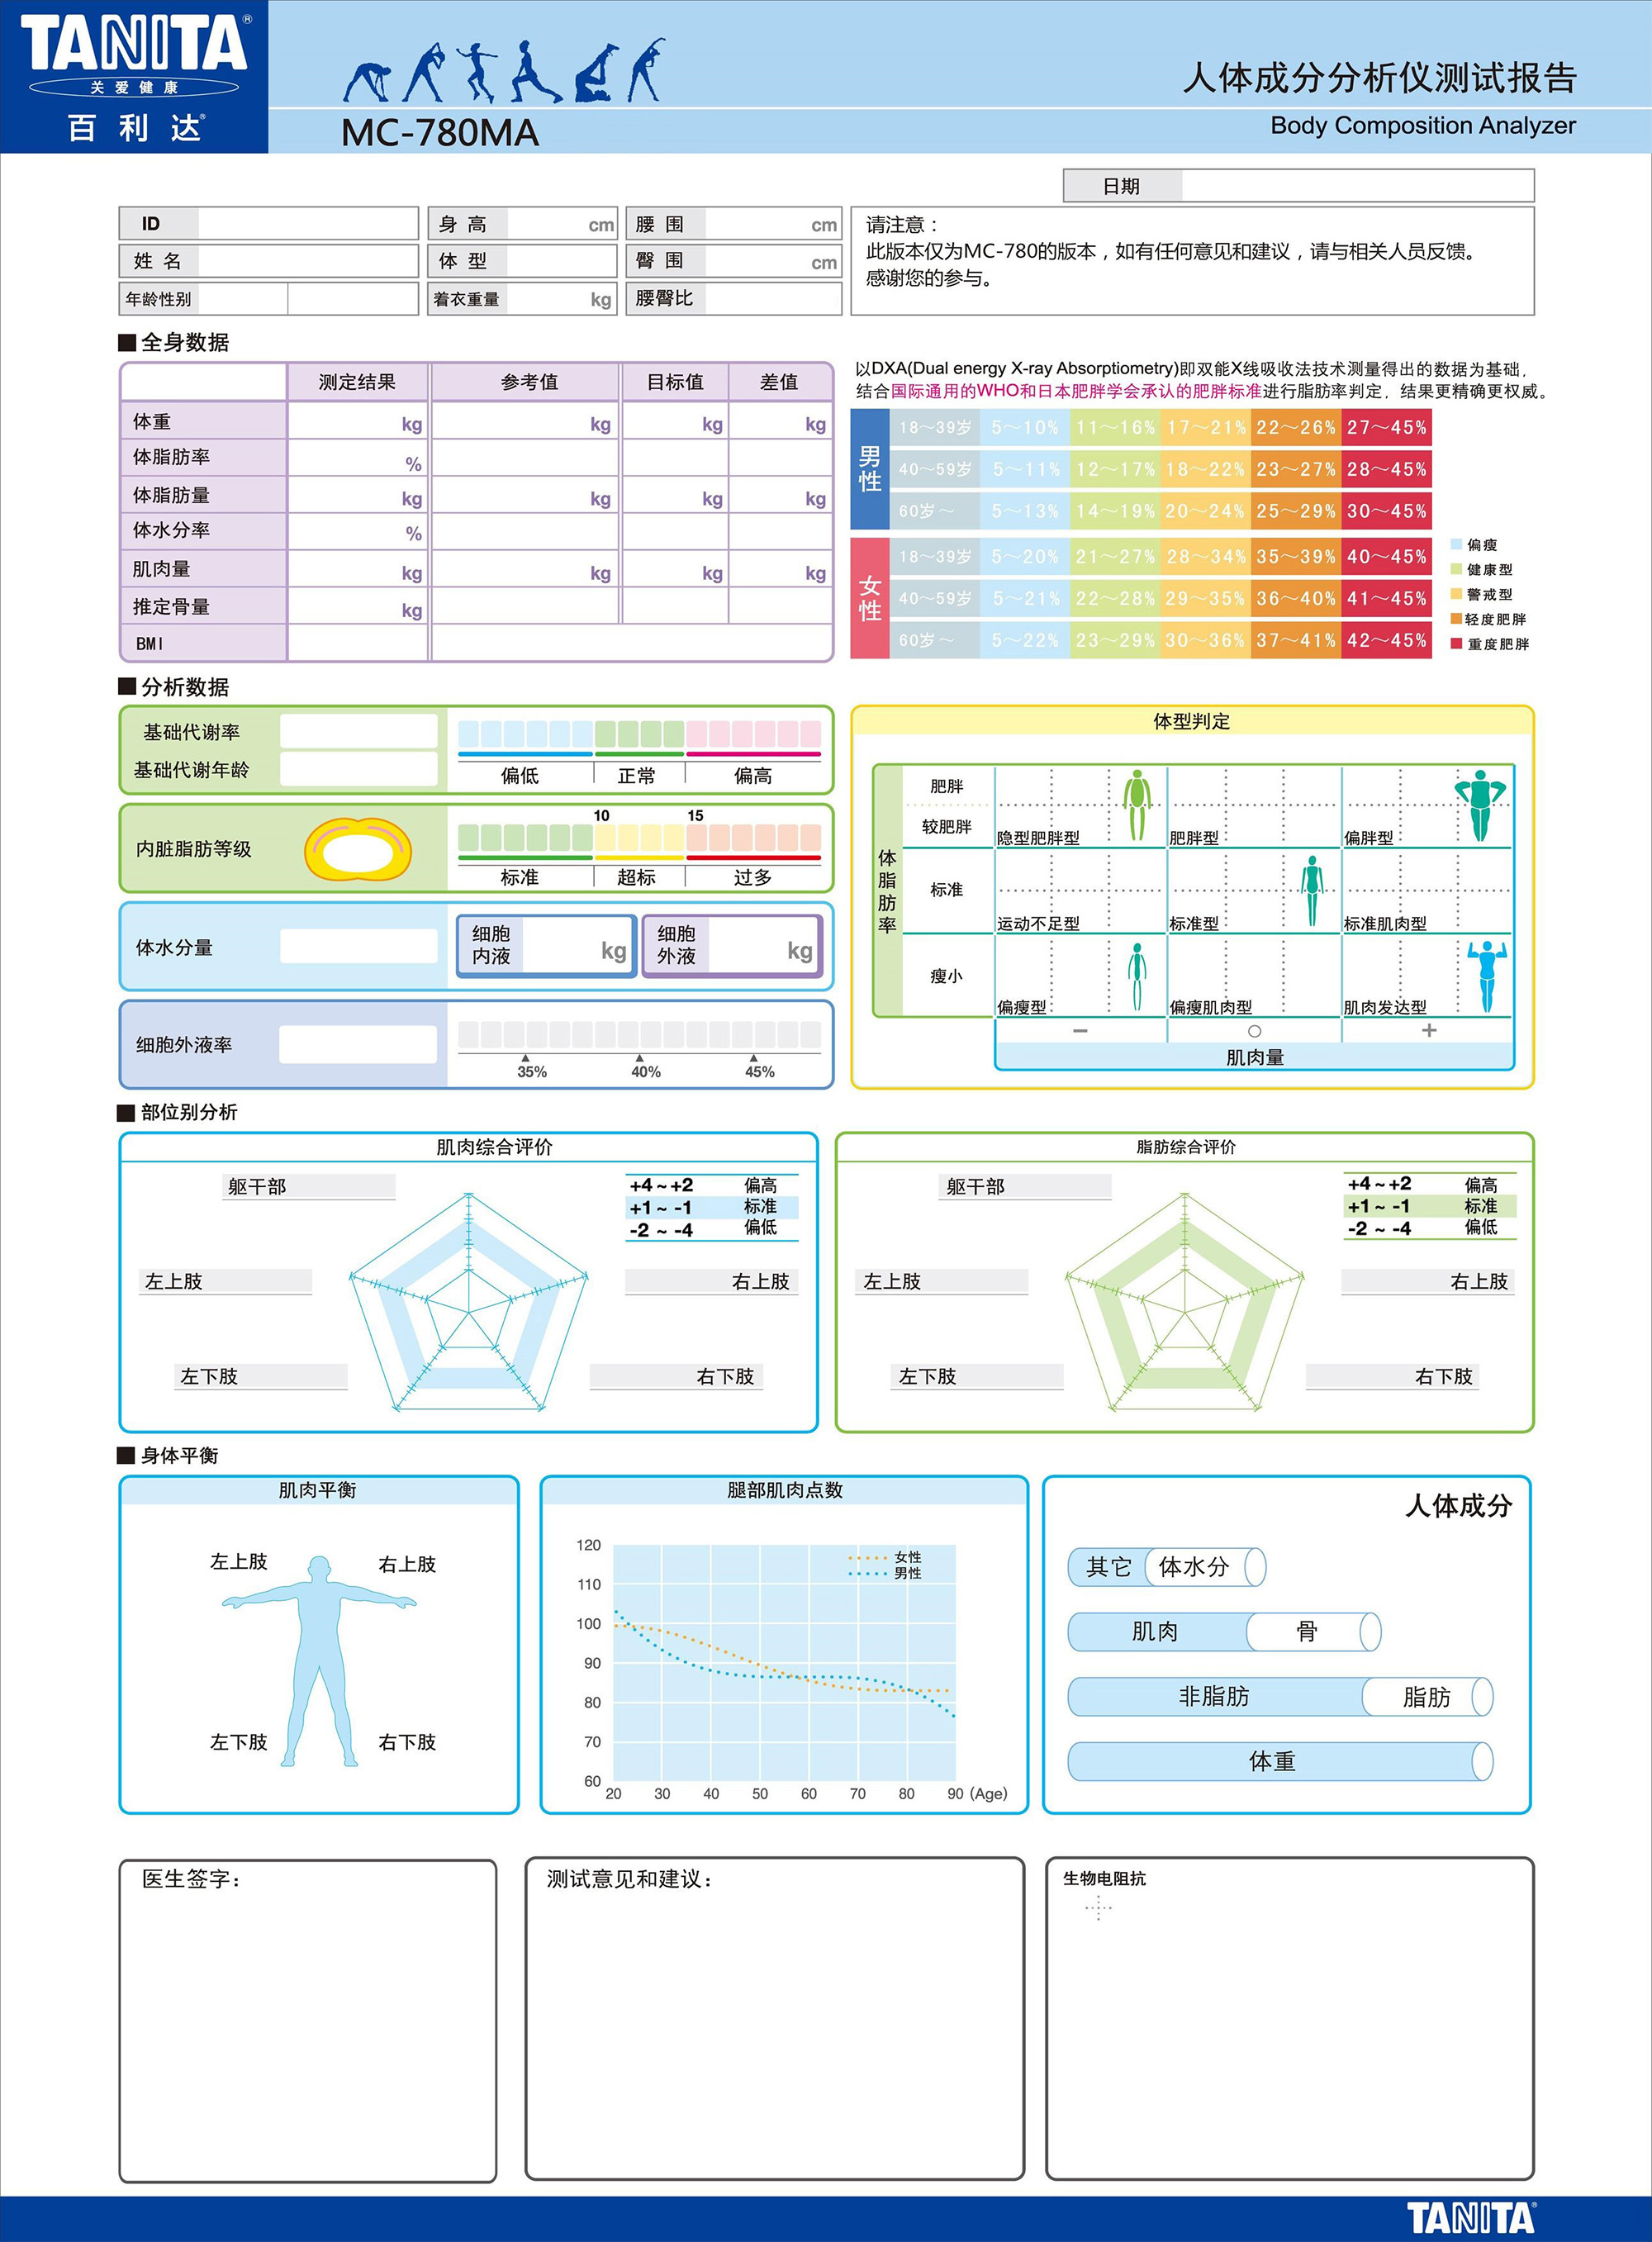 TANITA®
关爱健康
百利达®
MC-780MA
人体成分分析仪测试报告
Body Composition Analyzer
日期
ID
身高 cm
腰围 cm
姓名
体型
臀围 cm
年龄性别
着衣重量 kg
腰臀比
请注意：
此版本仅为MC-780的版本，如有任何意见和建议，请与相关人员反馈。
感谢您的参与。
■全身数据
测定结果 参考值 目标值 差值
体重 kg kg kg kg
体脂肪率 %
体脂肪量 kg kg kg kg
体水分率 %
肌肉量 kg kg kg kg
推定骨量 kg
BMI
以DXA(Dual energy X-ray Absorptiometry)即双能X线吸收法技术测量得出的数据为基础，
结合国际通用的WHO和日本肥胖学会承认的肥胖标准进行脂肪率判定，结果更精确更权威。
男性
18～39岁 5～10% 11～16% 17～21% 22～26% 27～45%
40～59岁 5～11% 12～17% 18～22% 23～27% 28～45%
60岁～ 5～13% 14～19% 20～24% 25～29% 30～45%
女性
18～39岁 5～20% 21～27% 28～34% 35～39% 40～45%
40～59岁 5～21% 22～28% 29～35% 36～40% 41～45%
60岁～ 5～22% 23～29% 30～36% 37～41% 42～45%
偏瘦
健康型
警戒型
轻度肥胖
重度肥胖
■分析数据
基础代谢率
基础代谢年龄
偏低 正常 偏高
内脏脂肪等级
10 15
标准 超标 过多
体水分量
细胞内液 kg
细胞外液 kg
细胞外液率
35% 40% 45%
体型判定
体脂肪率
肥胖
较肥胖
隐型肥胖型 肥胖型 偏胖型
标准
运动不足型 标准型 标准肌肉型
瘦小
偏瘦型 偏瘦肌肉型 肌肉发达型
− ○ +
肌肉量
■部位别分析
肌肉综合评价
躯干部
+4～+2 偏高
+1～ -1 标准
-2 ～ -4 偏低
左上肢
右上肢
左下肢
右下肢
脂肪综合评价
躯干部
+4～+2 偏高
+1～ -1 标准
-2 ～ -4 偏低
左上肢
右上肢
左下肢
右下肢
■身体平衡
肌肉平衡
左上肢 右上肢
左下肢 右下肢
腿部肌肉点数
女性
男性
120
110
100
90
80
70
60
20 30 40 50 60 70 80 90 (Age)
人体成分
其它 体水分
肌肉 骨
非脂肪 脂肪
体重
医生签字：
测试意见和建议：
生物电阻抗
TANITA®